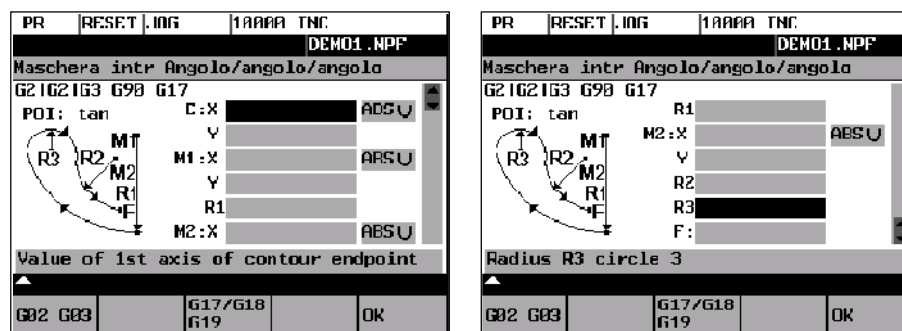 PR RESET JOG 10000 INC
DEMO1.NPF
Maschera intr Angolo/angolo/angolo
G2|G2|G3 G90 G17
POI: tan
M1
R3 R2
M2
R1
F
C:X ABS
Y
M1:X ABS
Y
R1
M2:X ABS
Value of 1st axis of contour endpoint
G02 G03 G17/G18 G19 OK
PR RESET JOG 10000 INC
DEMO1.NPF
Maschera intr Angolo/angolo/angolo
G2|G2|G3 G90 G17
POI: tan
M1
R3 R2
M2
R1
F
R1
M2:X ABS
Y
R2
R3
F:
Radius R3 circle 3
G02 G03 G17/G18 G19 OK